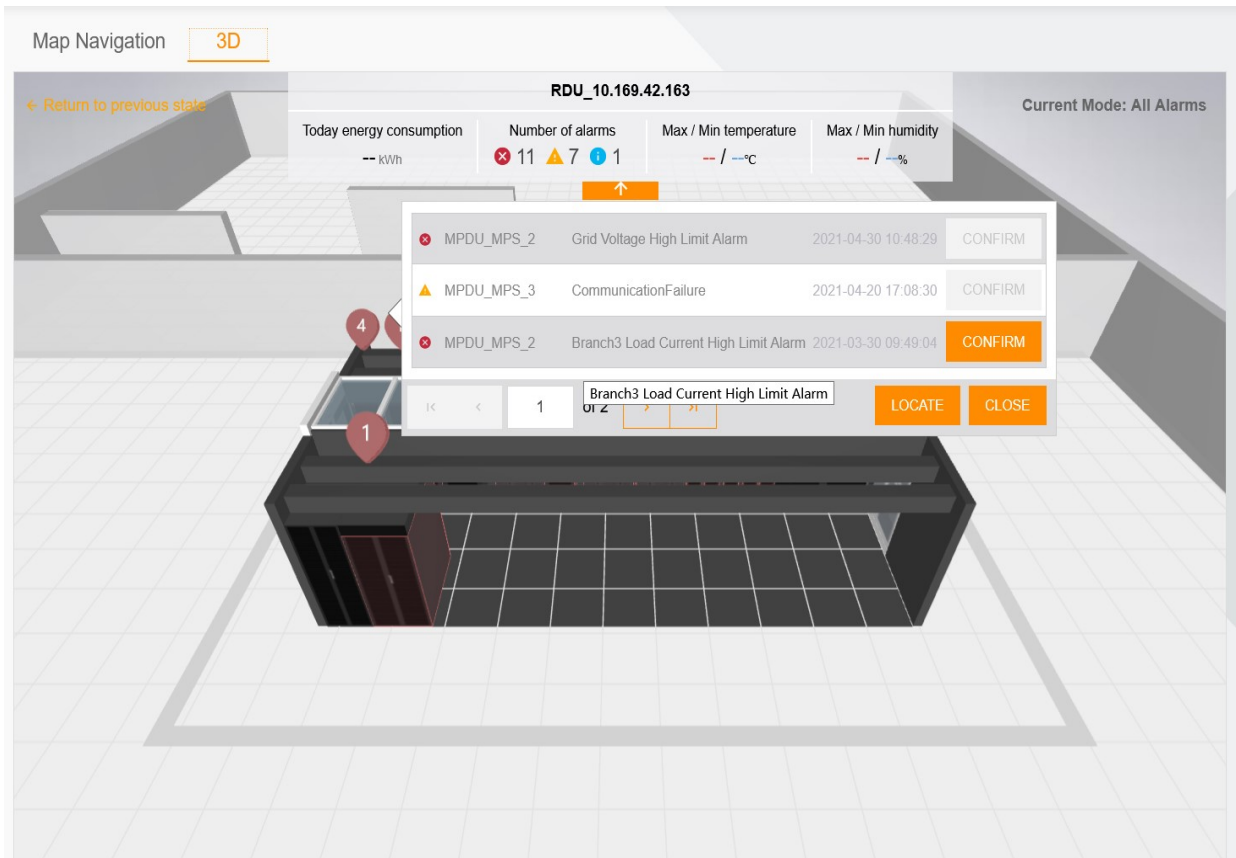 Map Navigation 3D
RDU_10.169.42.163
← Return to previous state
Current Mode: All Alarms
Today energy consumption Number of alarms Max / Min temperature Max / Min humidity
-- kWh 11 7 1 -- / --°C -- / --%
MPDU_MPS_2 Grid Voltage High Limit Alarm 2021-04-30 10:48:29 CONFIRM
MPDU_MPS_3 CommunicationFailure 2021-04-20 17:08:30 CONFIRM
4
MPDU_MPS_2 Branch3 Load Current High Limit Alarm 2021-03-30 09:49:04 CONFIRM
Branch3 Load Current High Limit Alarm
1 of 2 LOCATE CLOSE
1